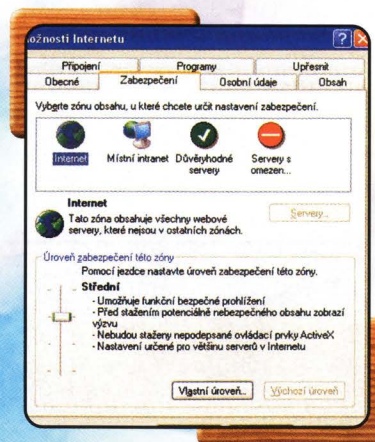 ožnosti Internetu
Připojení Programy Upřesnit
Obecné Zabezpečení Osobní údaje Obsah
Vyberte zónu obsahu, u které chcete určit nastavení zabezpečení.
Internet Místní intranet Důvěryhodné servery Servery s omezen...
Internet
Tato zóna obsahuje všechny webové
servery, které nejsou v ostatních zónách.
Servery...
Úroveň zabezpečení této zóny
Pomocí jezdce nastavte úroveň zabezpečení této zóny.
Střední
- Umožňuje funkční bezpečné prohlížení
- Před stažením potenciálně nebezpečného obsahu zobrazí
výzvu
- Nebudou staženy nepodepsané ovládací prvky ActiveX
- Nastavení určené pro většinu serverů v Internetu
Vlastní úroveň... Výchozí úroveň